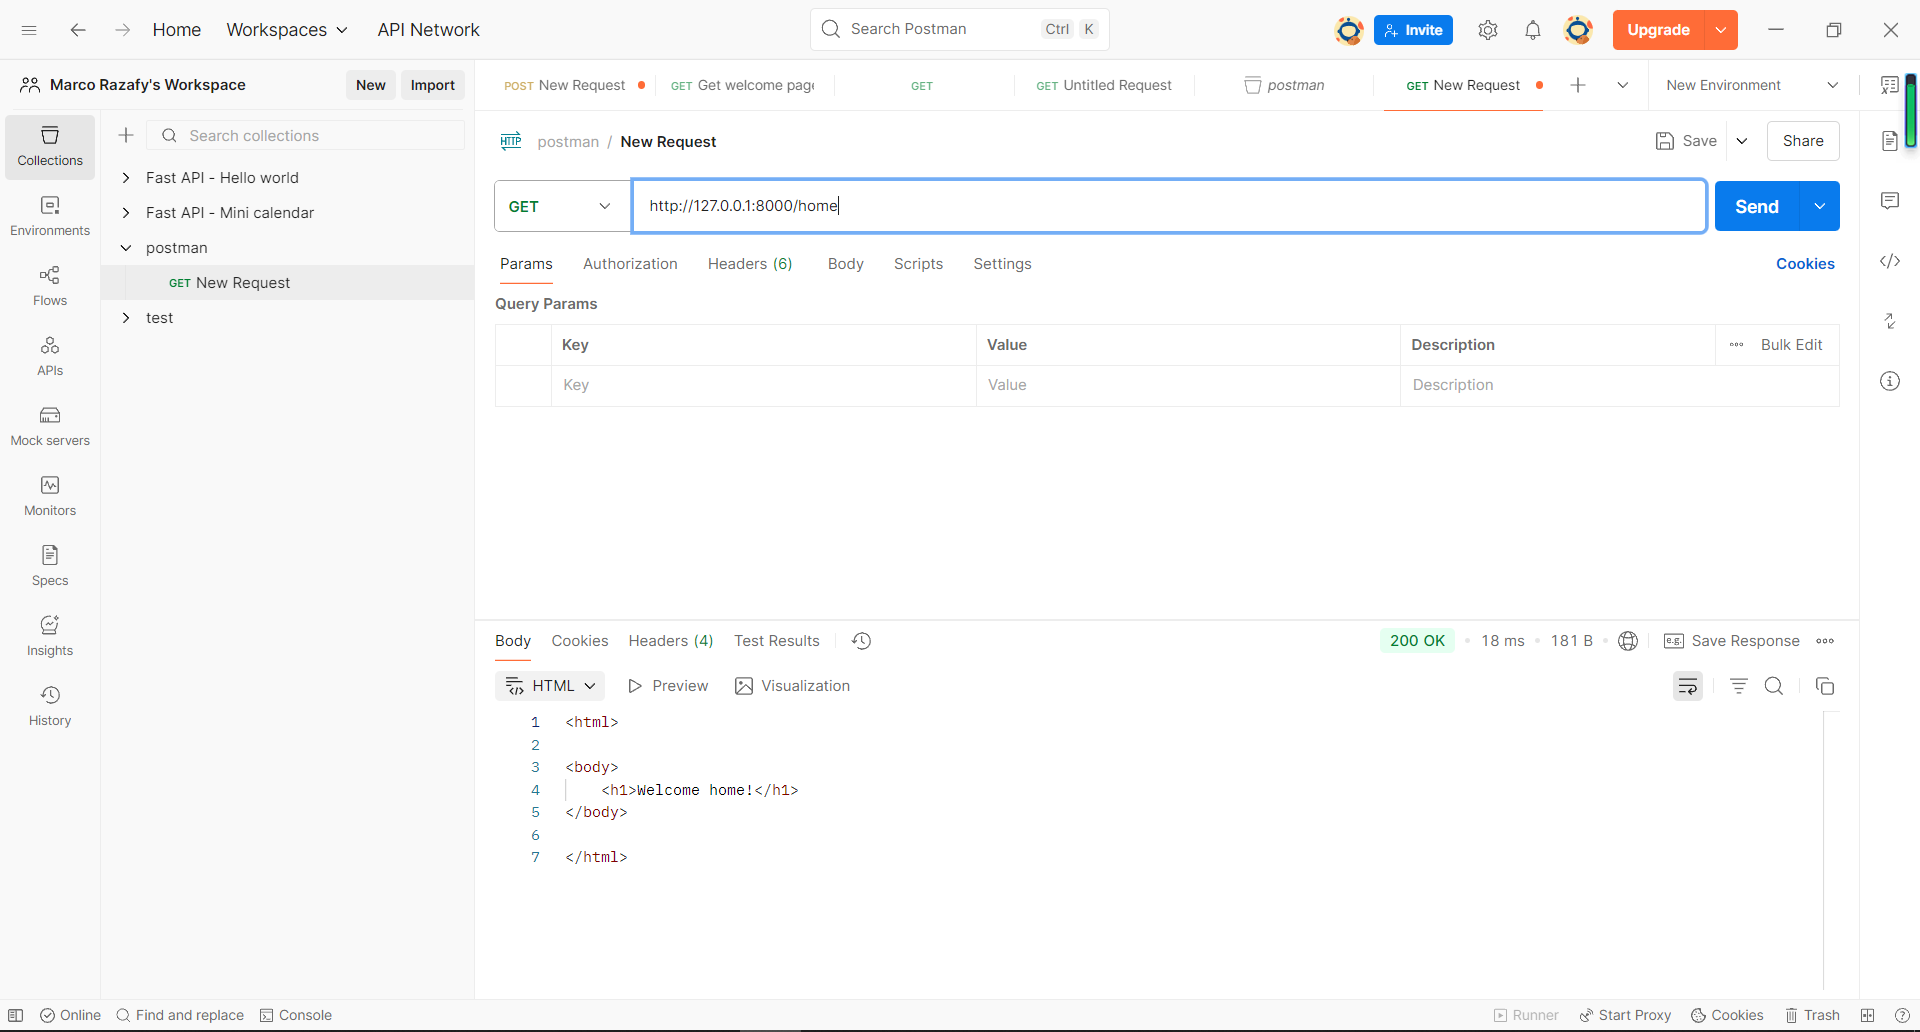 Home Workspaces API Network Search Postman Ctrl K Invite Upgrade
Marco Razafy's Workspace New Import
POST New Request GET Get welcome page GET GET Untitled Request postman GET New Request New Environment
Collections
Environments
Flows
APIs
Mock servers
Monitors
Specs
Insights
History
Search collections
Fast API - Hello world
Fast API - Mini calendar
postman
GET New Request
test
HTTP postman / New Request Save Share
GET http://127.0.0.1:8000/home Send
Params Authorization Headers (6) Body Scripts Settings Cookies
Query Params
Key Value Description Bulk Edit
Key Value Description
Body Cookies Headers (4) Test Results 200 OK 18 ms 181 B e.g. Save Response
HTML Preview Visualization
1 <html>
2
3 <body>
4 <h1>Welcome home!</h1>
5 </body>
6
7 </html>
Online Find and replace Console Runner Start Proxy Cookies Trash